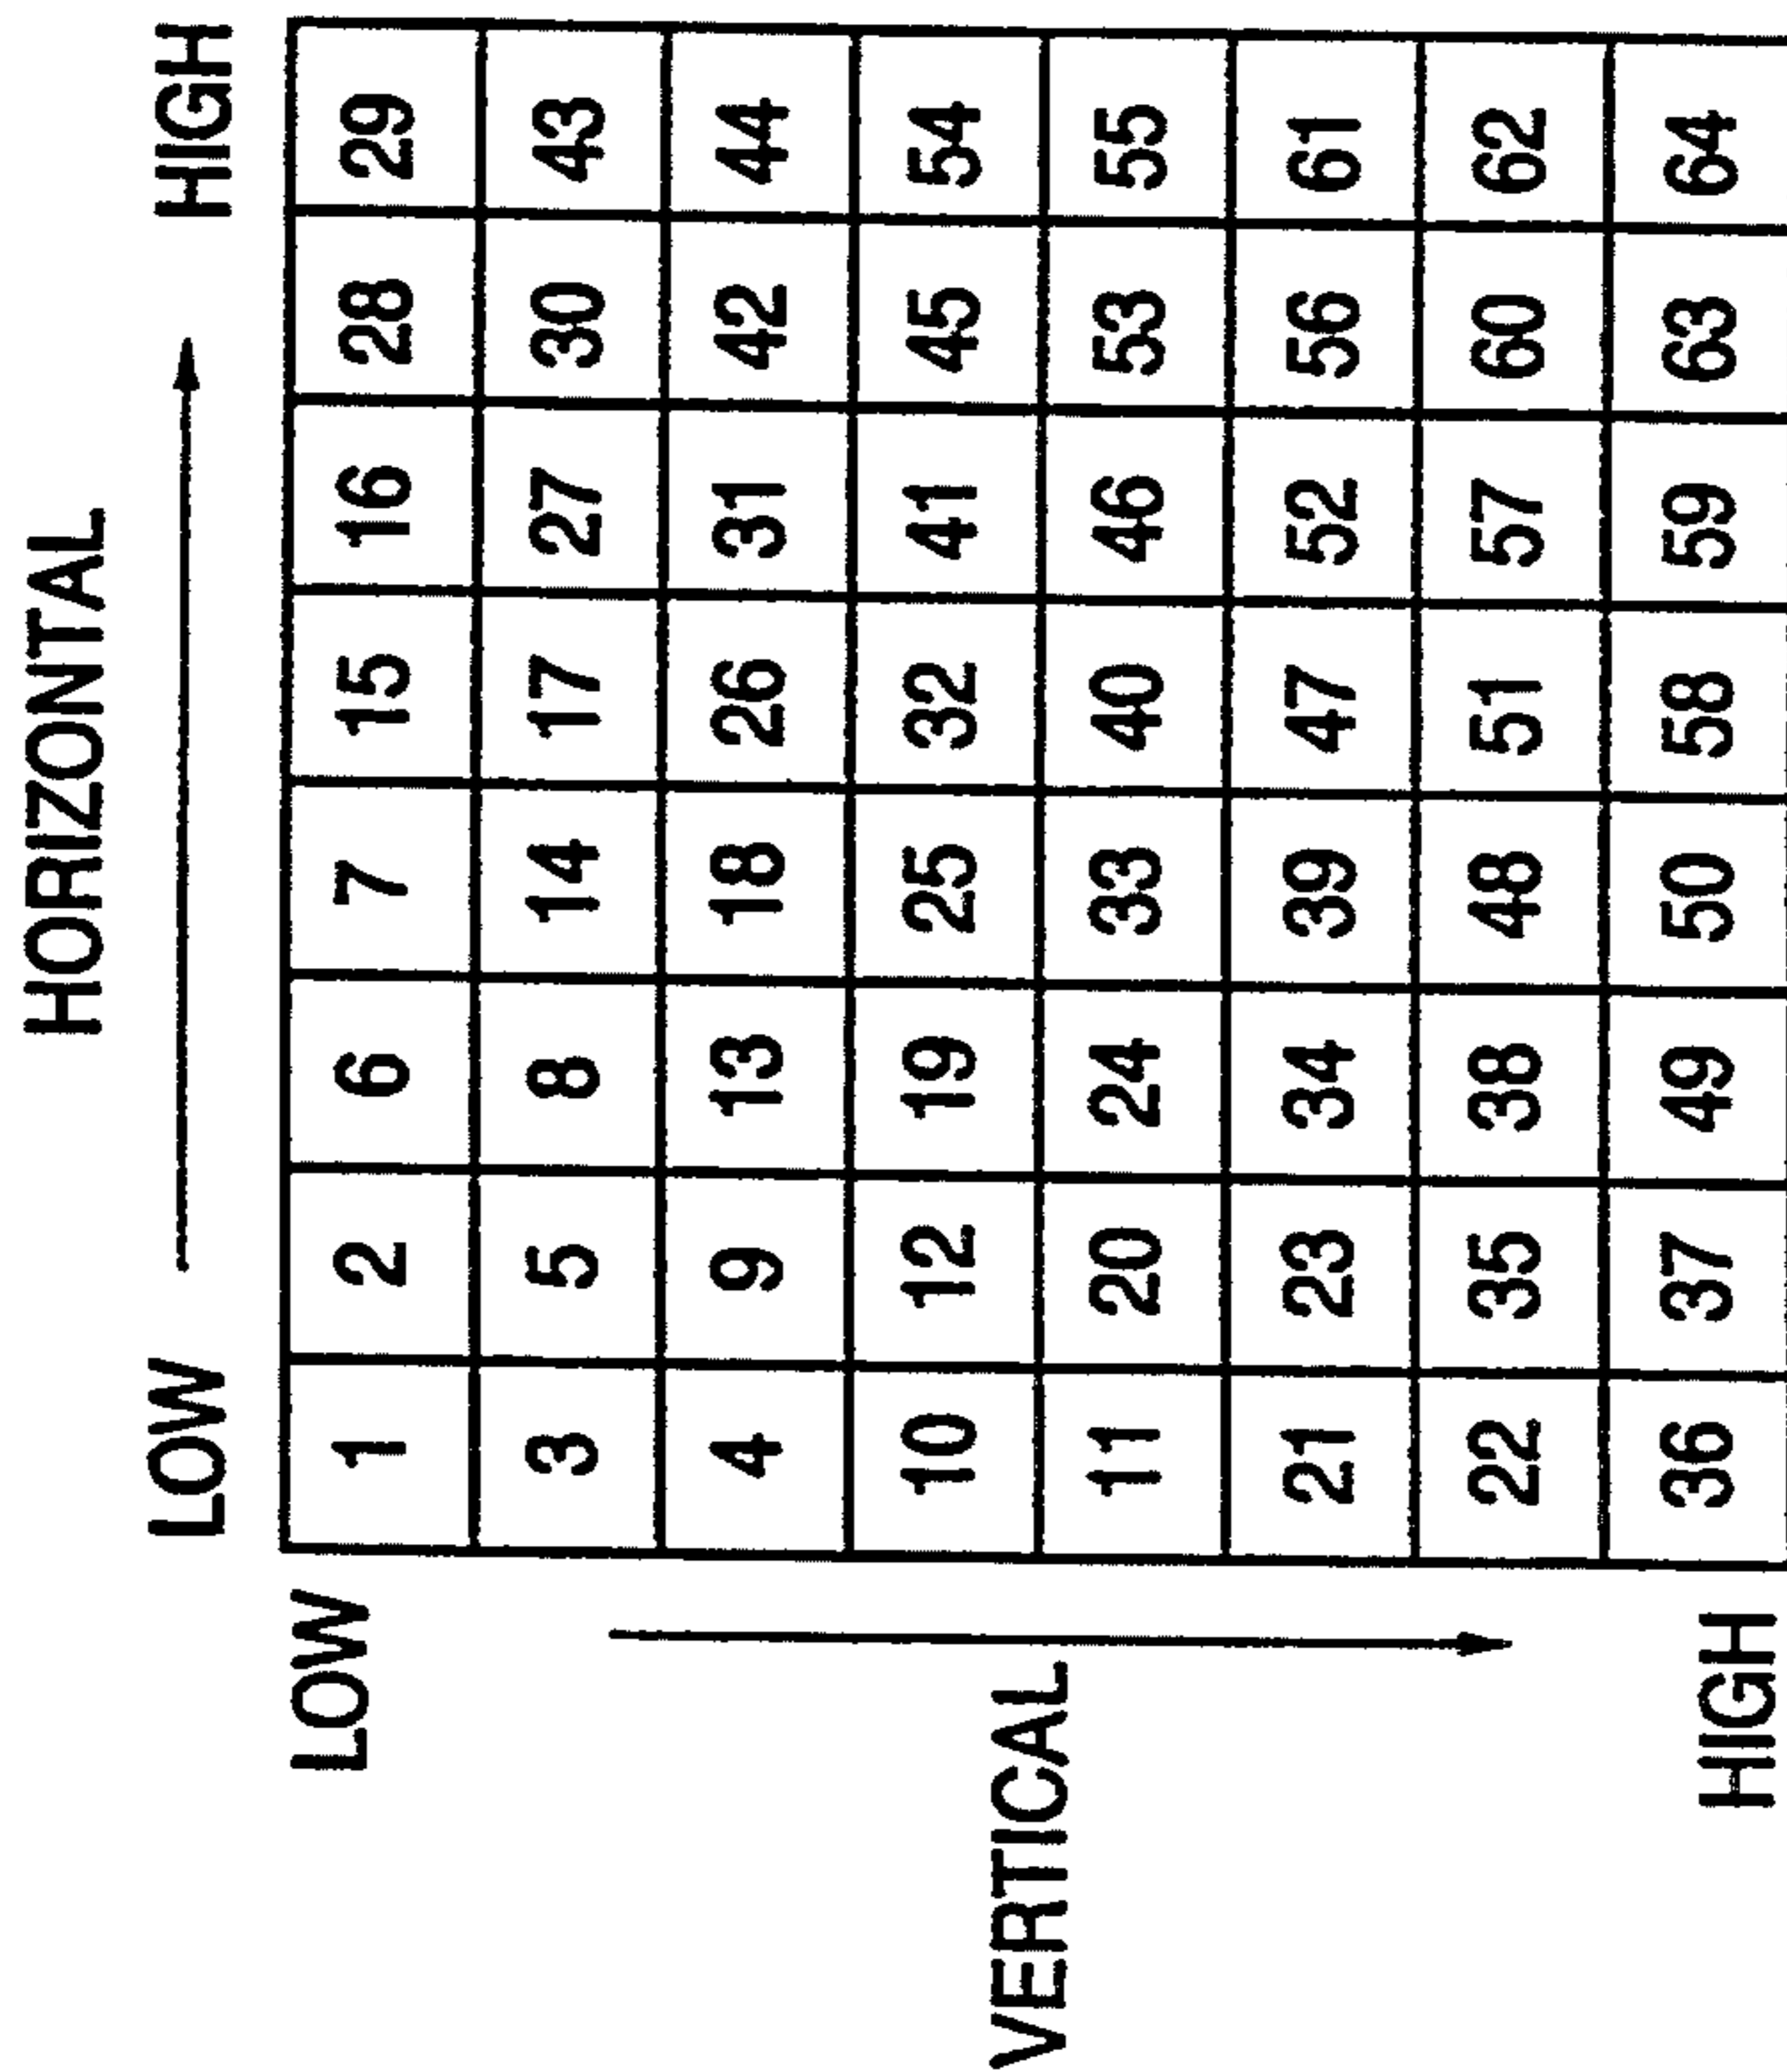 HORIZONTAL
LOW HIGH
LOW 1 2 6 7 15 16 28 29
3 5 8 14 17 27 30 43
4 9 13 18 26 31 42 44
VERTICAL 10 12 19 25 32 41 45 54
11 20 24 33 40 46 53 55
21 23 34 39 47 52 56 61
22 35 38 48 51 57 60 62
HIGH 36 37 49 50 58 59 63 64